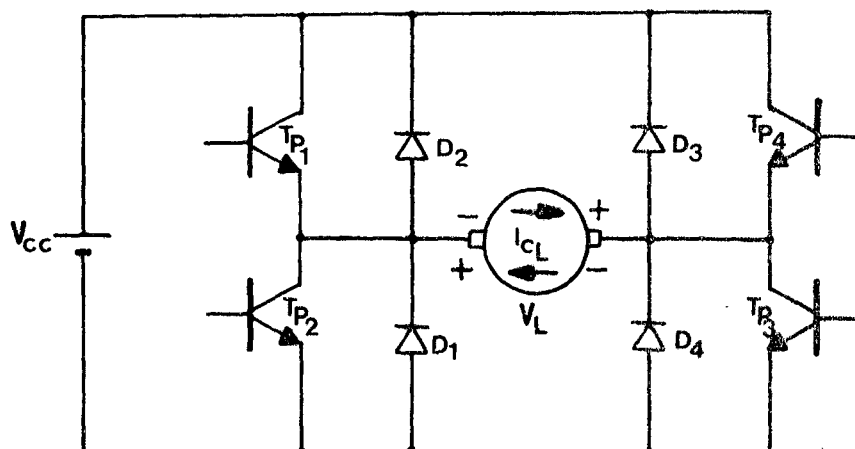 TP1
D2
D3
TP4
VCC
- +
ICL
+ -
TP2
D1
VL
D4
TP3